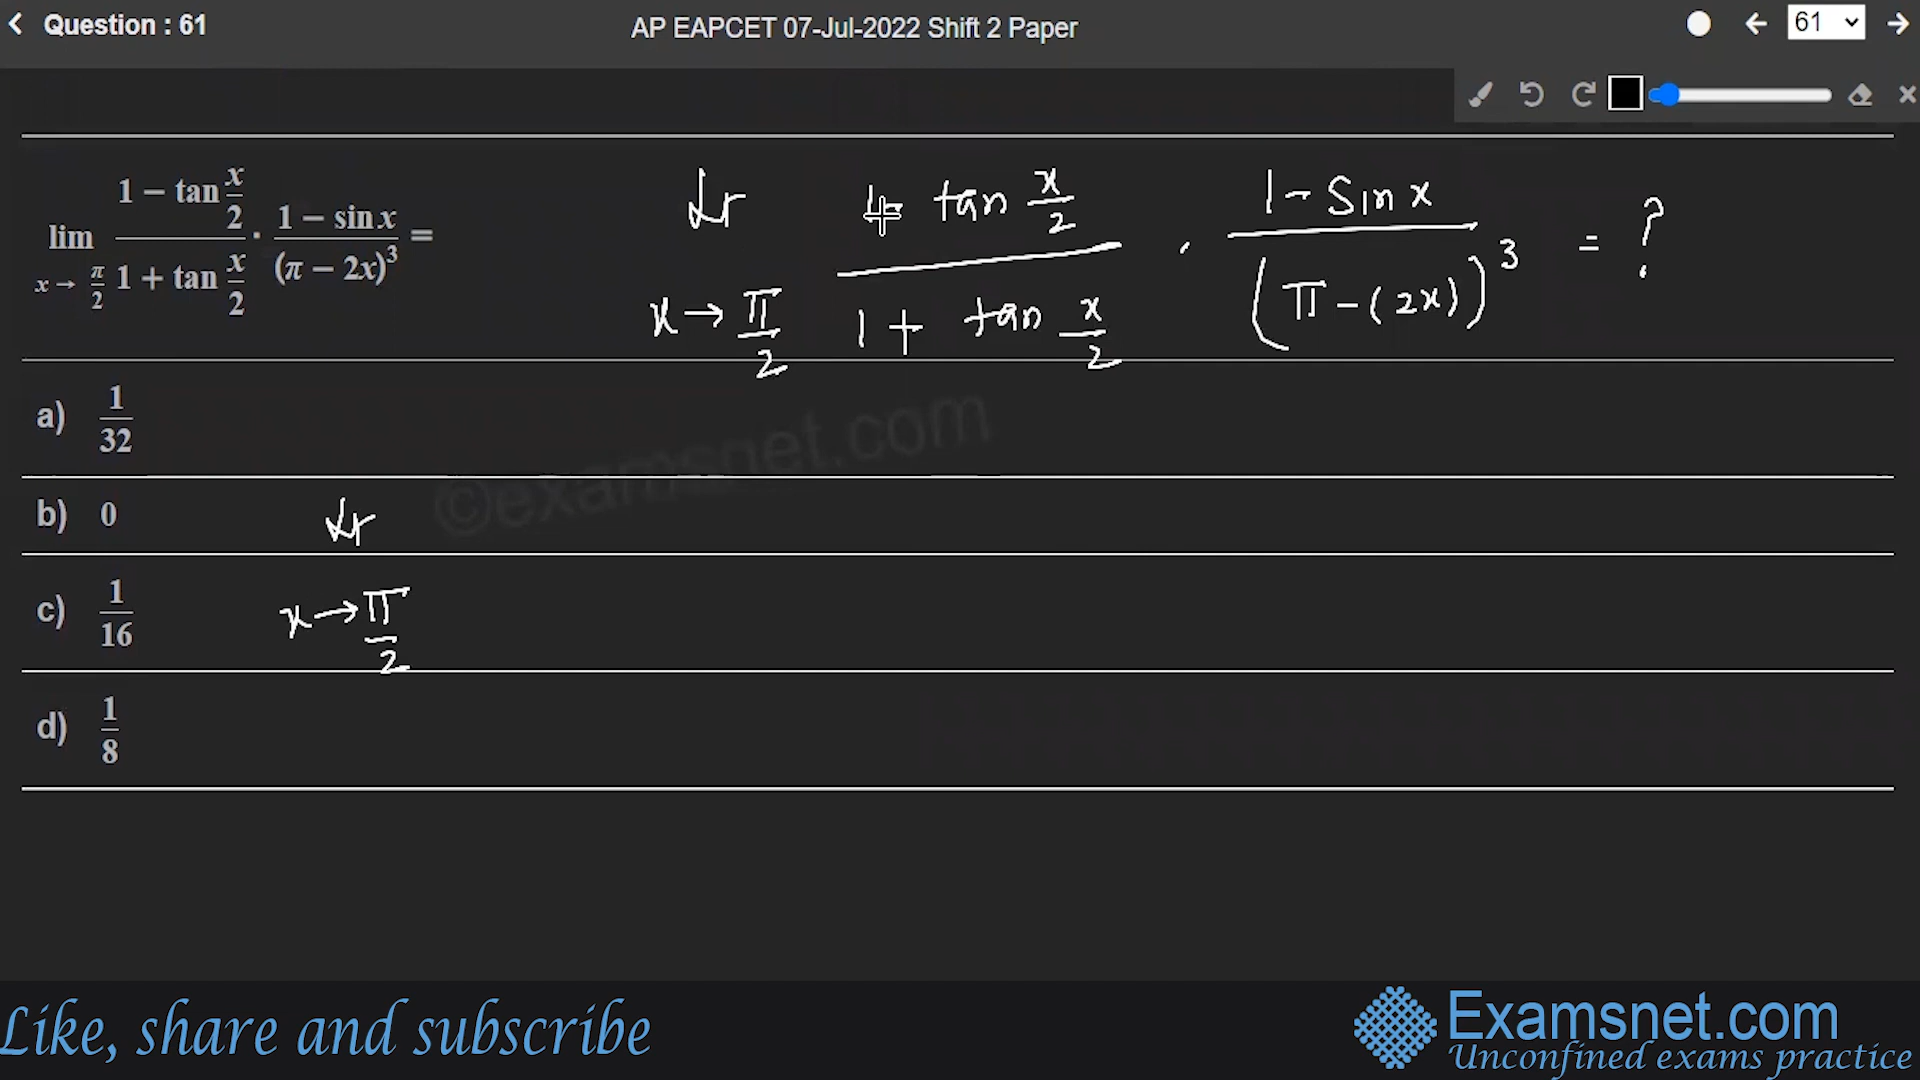 Question : 61
AP EAPCET 07-Jul-2022 Shift 2 Paper
61
lim x→π/2 (1 − tan x/2)/(1 + tan x/2) · (1 − sin x)/(π − 2x)³ =
Lt x→π/2 (1 - tan x/2)/(1 + tan x/2) · (1 - Sin x)/(π - (2x))³ = ?
a) 1/32
b) 0
Lt
c) 1/16
x→π/2
d) 1/8
©examsnet.com
Like, share and subscribe
Examsnet.com
Unconfined exams practice